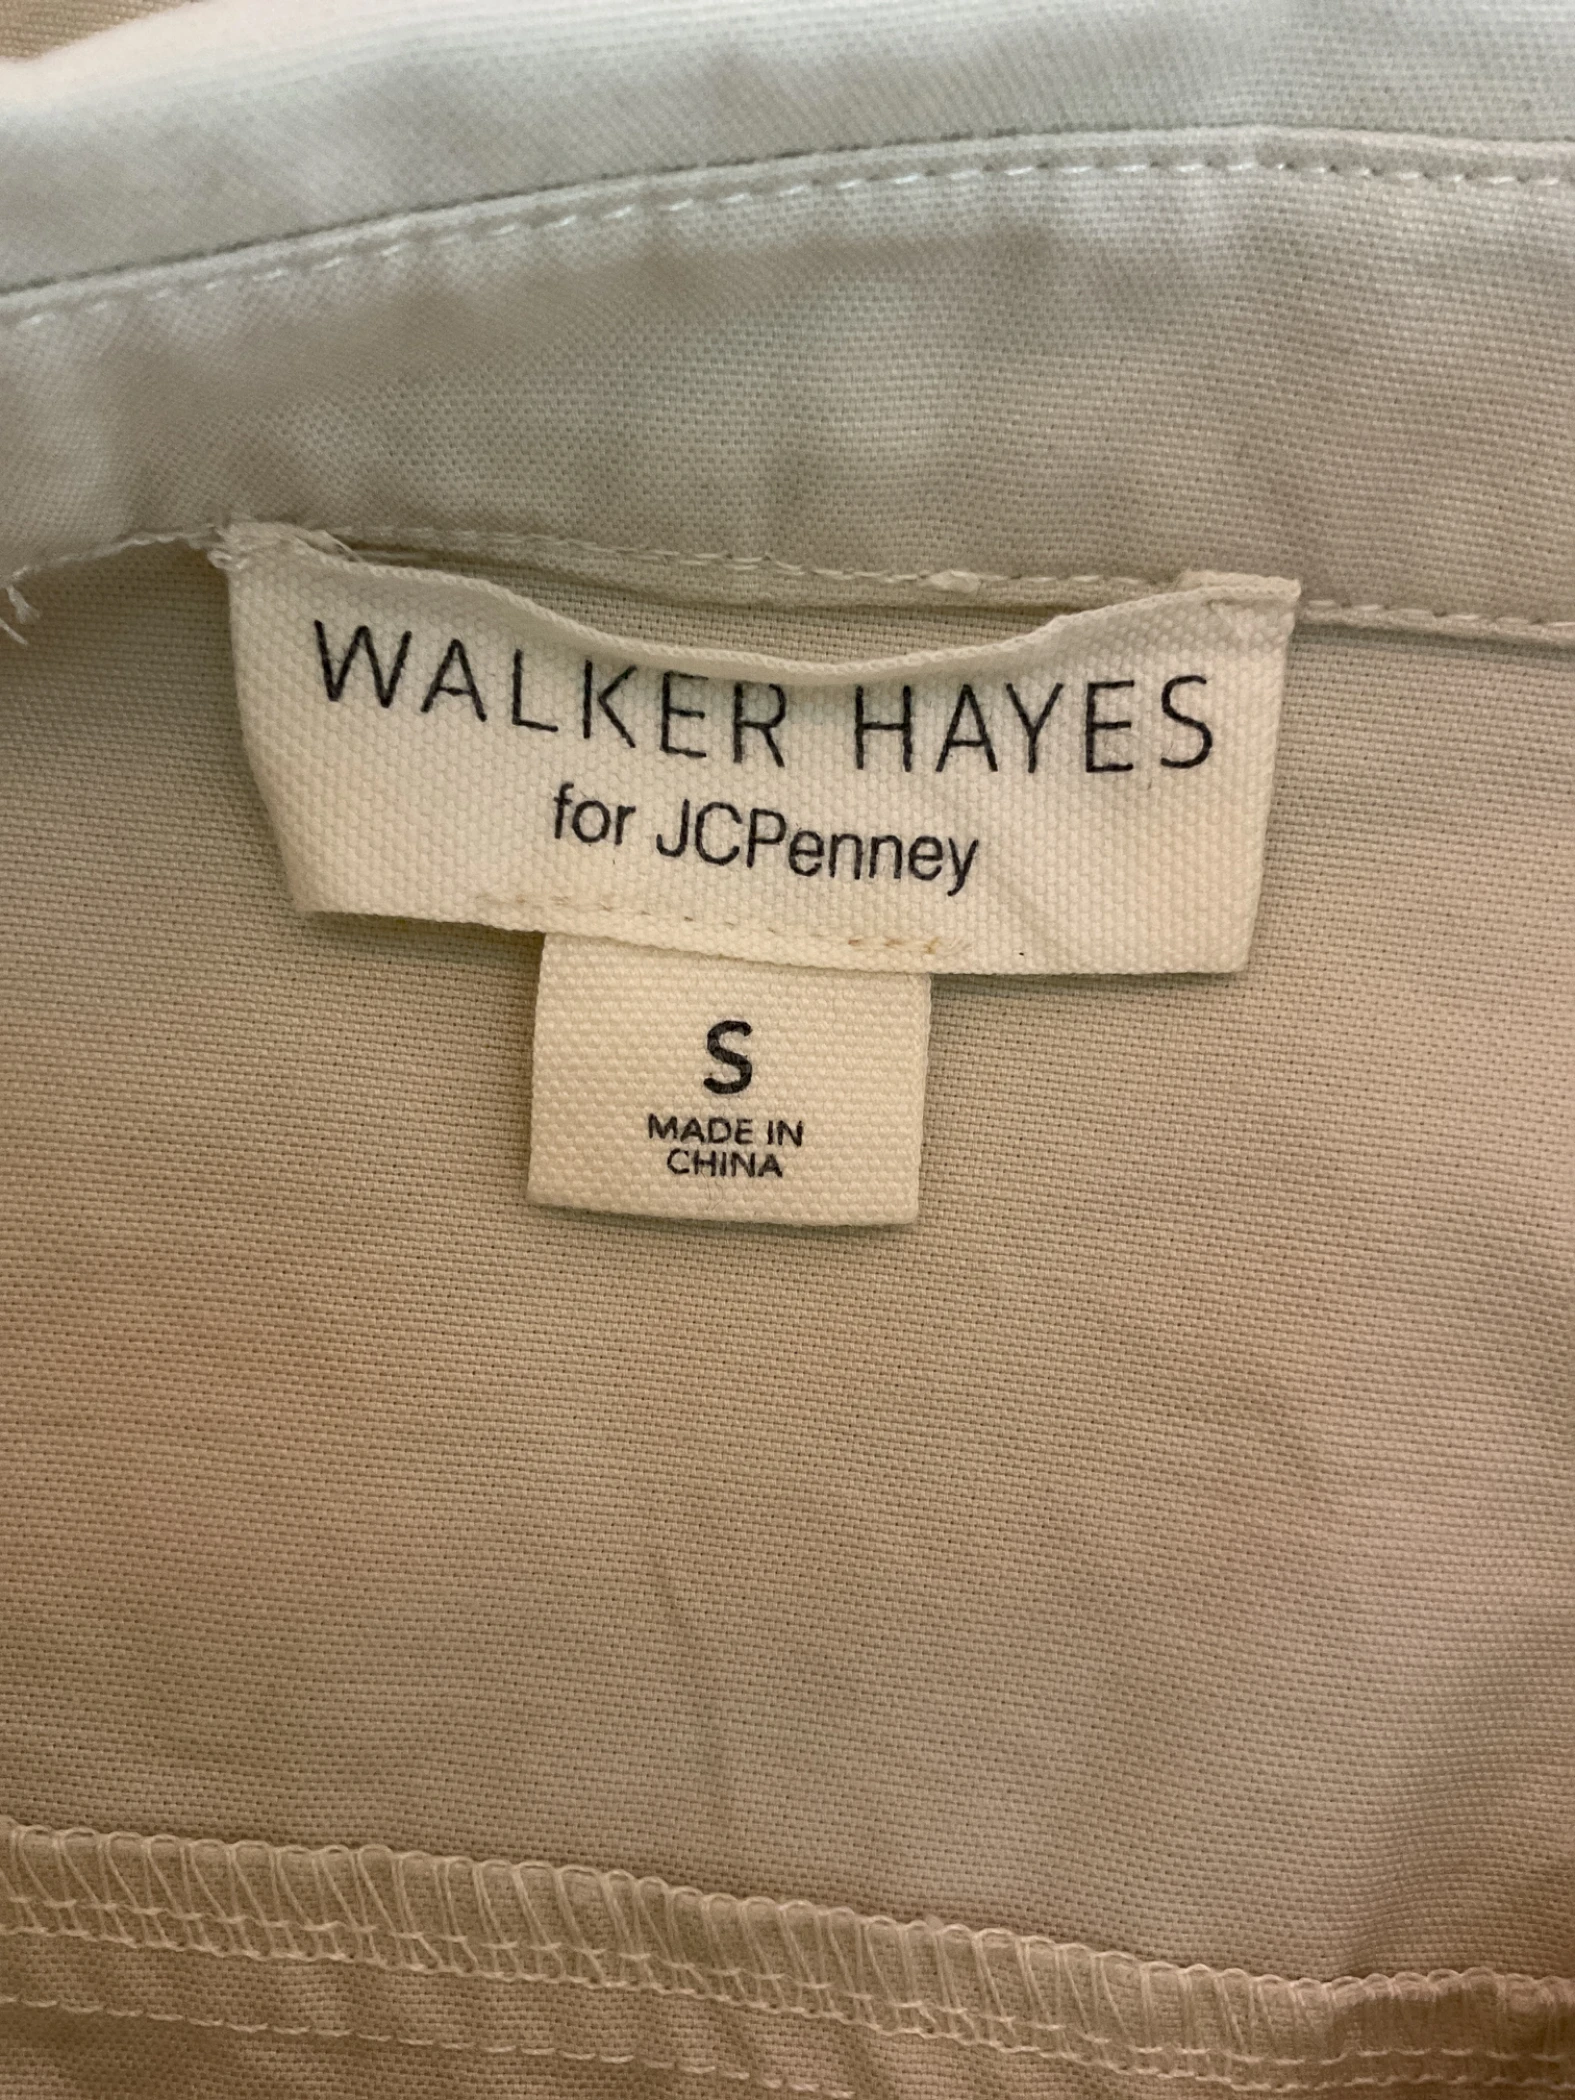 WALKER HAYES
for JCPenney
S
MADE IN
CHINA